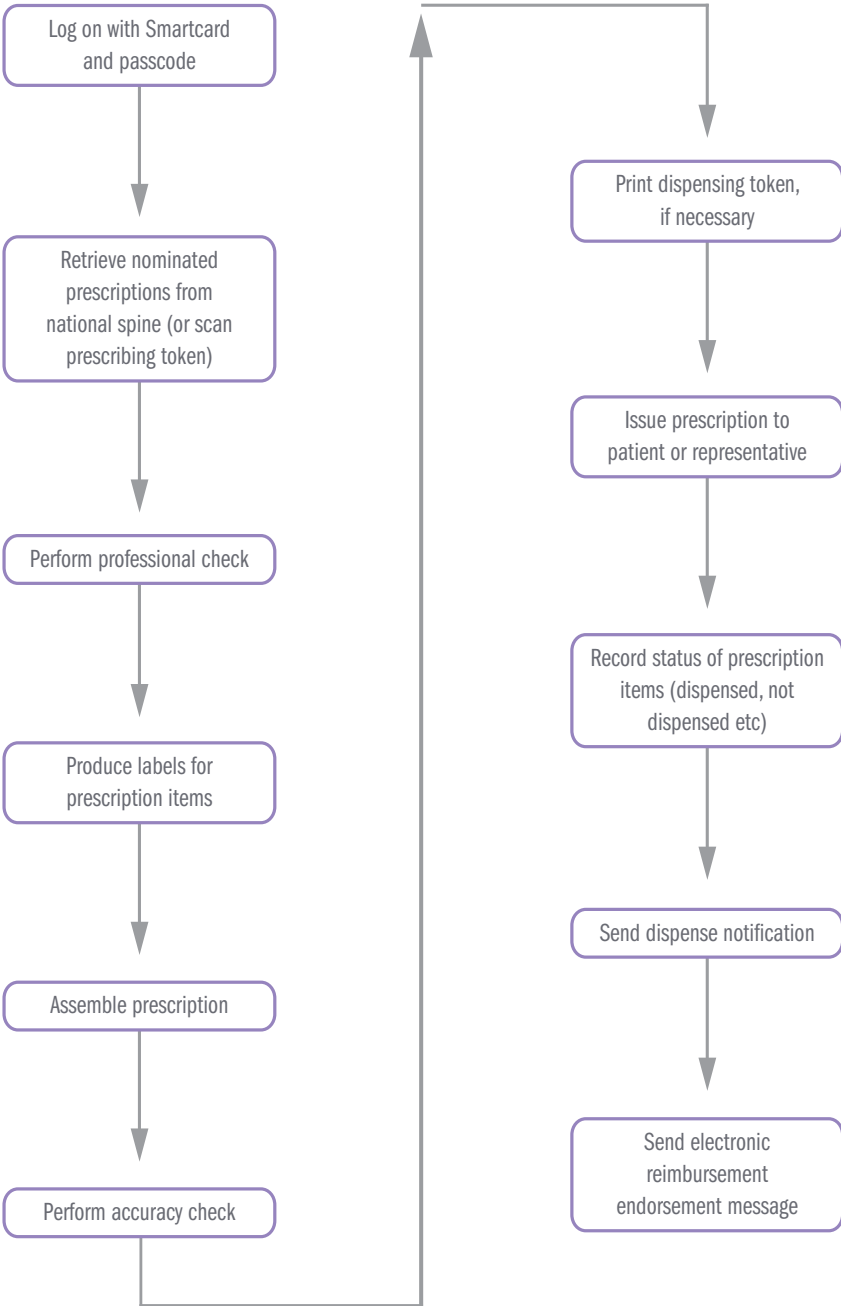 Log on with Smartcard
and passcode
Retrieve nominated
prescriptions from
national spine (or scan
prescribing token)
Perform professional check
Produce labels for
prescription items
Assemble prescription
Perform accuracy check
Print dispensing token,
if necessary
Issue prescription to
patient or representative
Record status of prescription
items (dispensed, not
dispensed etc)
Send dispense notification
Send electronic
reimbursement
endorsement message